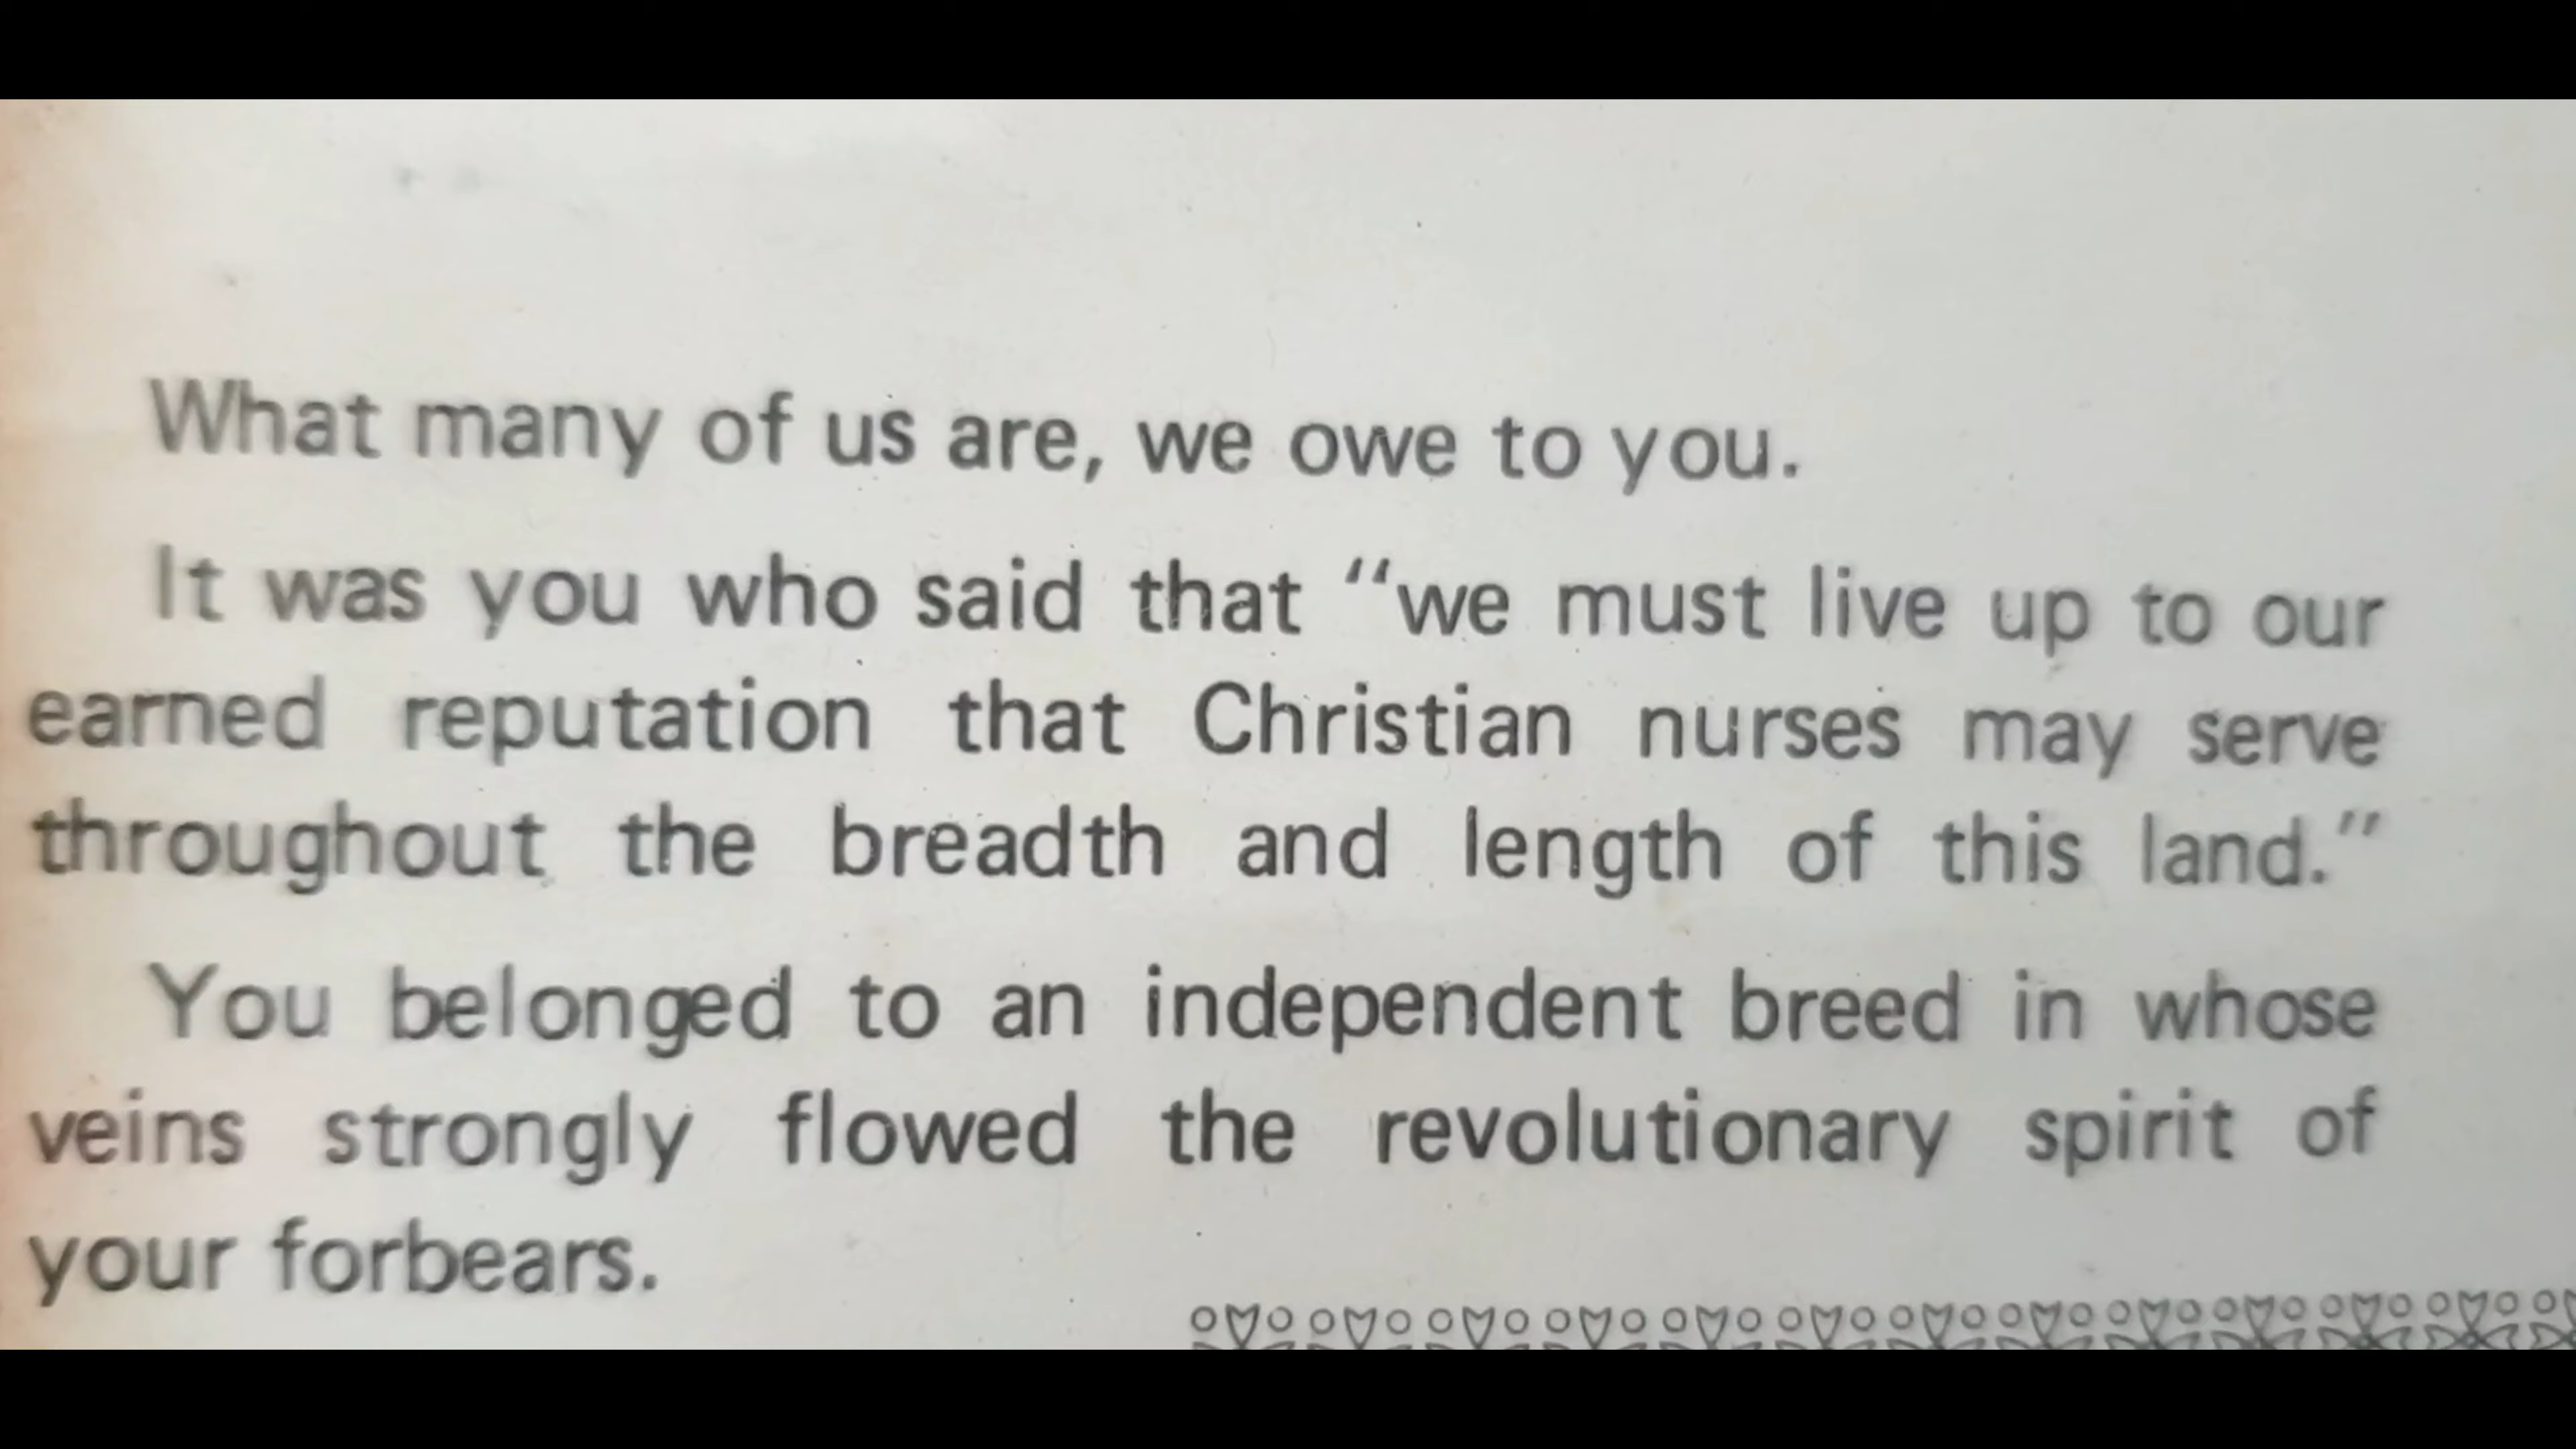 What many of us are, we owe to you.
It was you who said that “we must live up to our
earned reputation that Christian nurses may serve
throughout the breadth and length of this land.”
You belonged to an independent breed in whose
veins strongly flowed the revolutionary spirit of
your forbears.